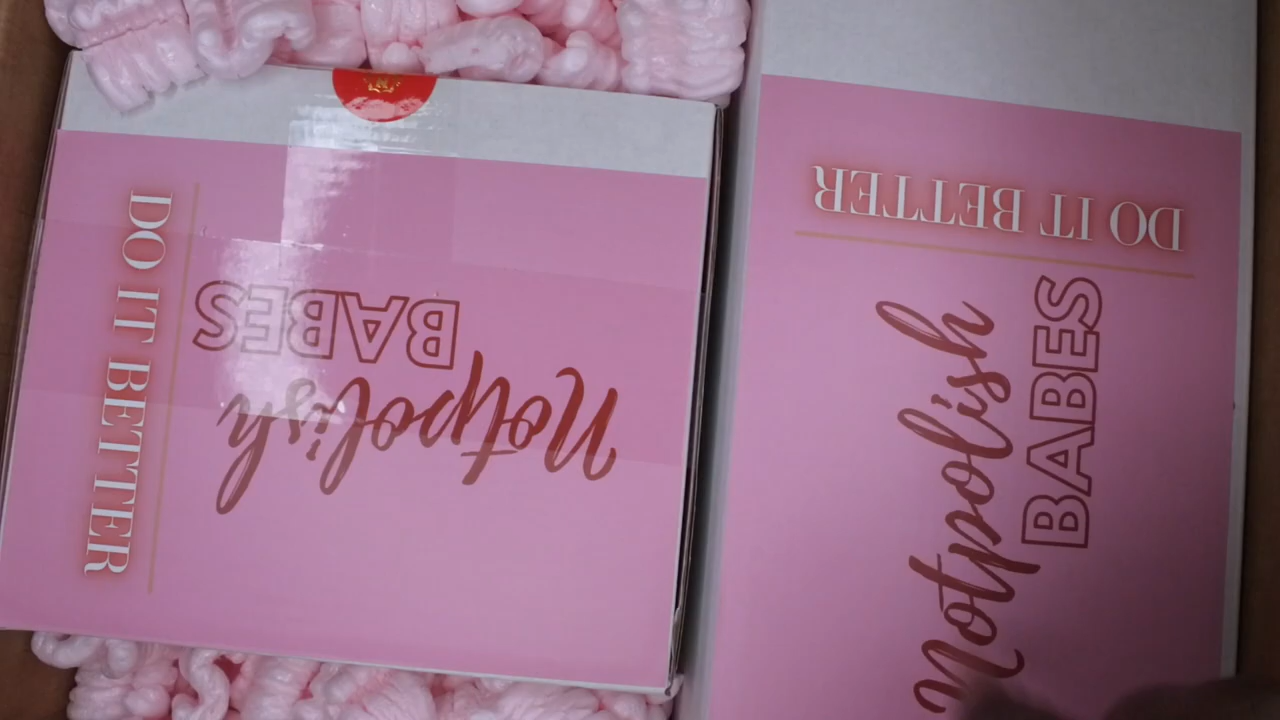 Notpolish
BABES
DO IT BETTER
Notpolish
BABES
DO IT BETTER